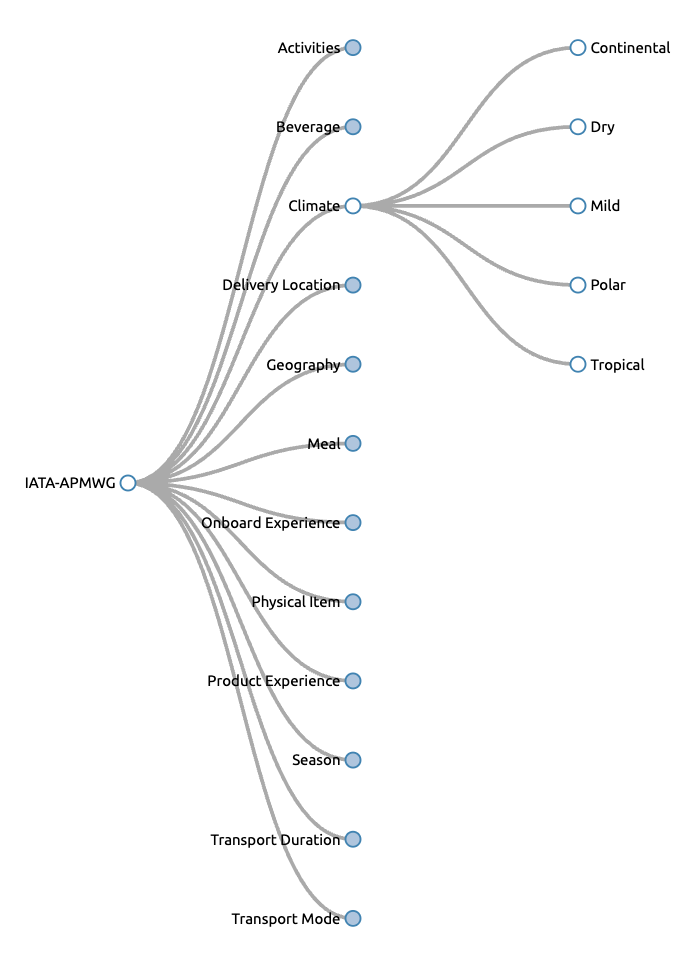 Activities
Continental
Beverage
Dry
Climate
Mild
Delivery Location
Polar
Geography
Tropical
Meal
IATA-APMWG
Onboard Experience
Physical Item
Product Experience
Season
Transport Duration
Transport Mode